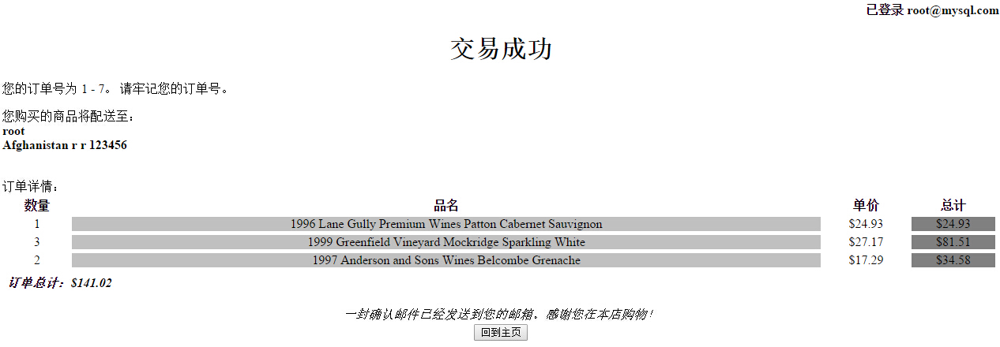 已登录 root@mysql.com
交易成功
您的订单号为 1 - 7。 请牢记您的订单号。
您购买的商品将配送至：
root
Afghanistan r r 123456
订单详情：
数量 品名 单价 总计
1 1996 Lane Gully Premium Wines Patton Cabernet Sauvignon $24.93 $24.93
3 1999 Greenfield Vineyard Mockridge Sparkling White $27.17 $81.51
2 1997 Anderson and Sons Wines Belcombe Grenache $17.29 $34.58
订单总计：$141.02
一封确认邮件已经发送到您的邮箱。感谢您在本店购物！
回到主页